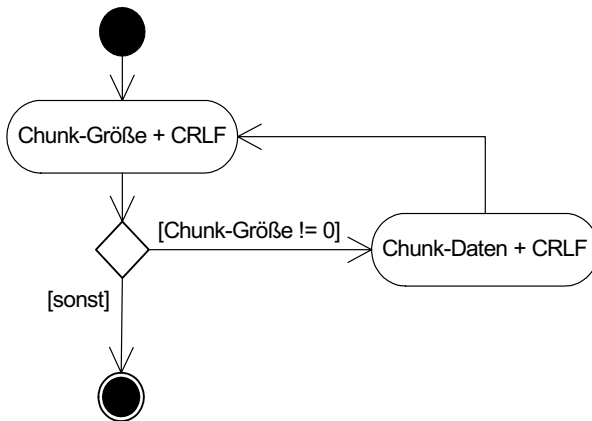 Chunk-Größe + CRLF
[Chunk-Größe != 0]
Chunk-Daten + CRLF
[sonst]